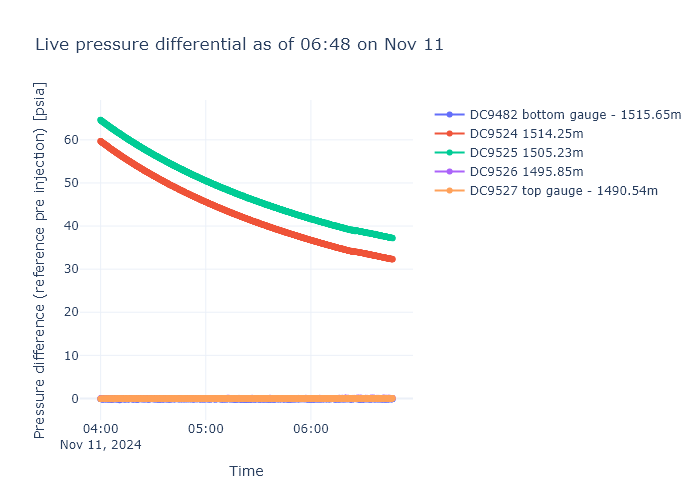 Live pressure differential as of 06:48 on Nov 11
Pressure difference (reference pre injection) [psia]
60
50
40
30
20
10
0
04:00
Nov 11, 2024
05:00
06:00
Time
DC9482 bottom gauge - 1515.65m
DC9524 1514.25m
DC9525 1505.23m
DC9526 1495.85m
DC9527 top gauge - 1490.54m